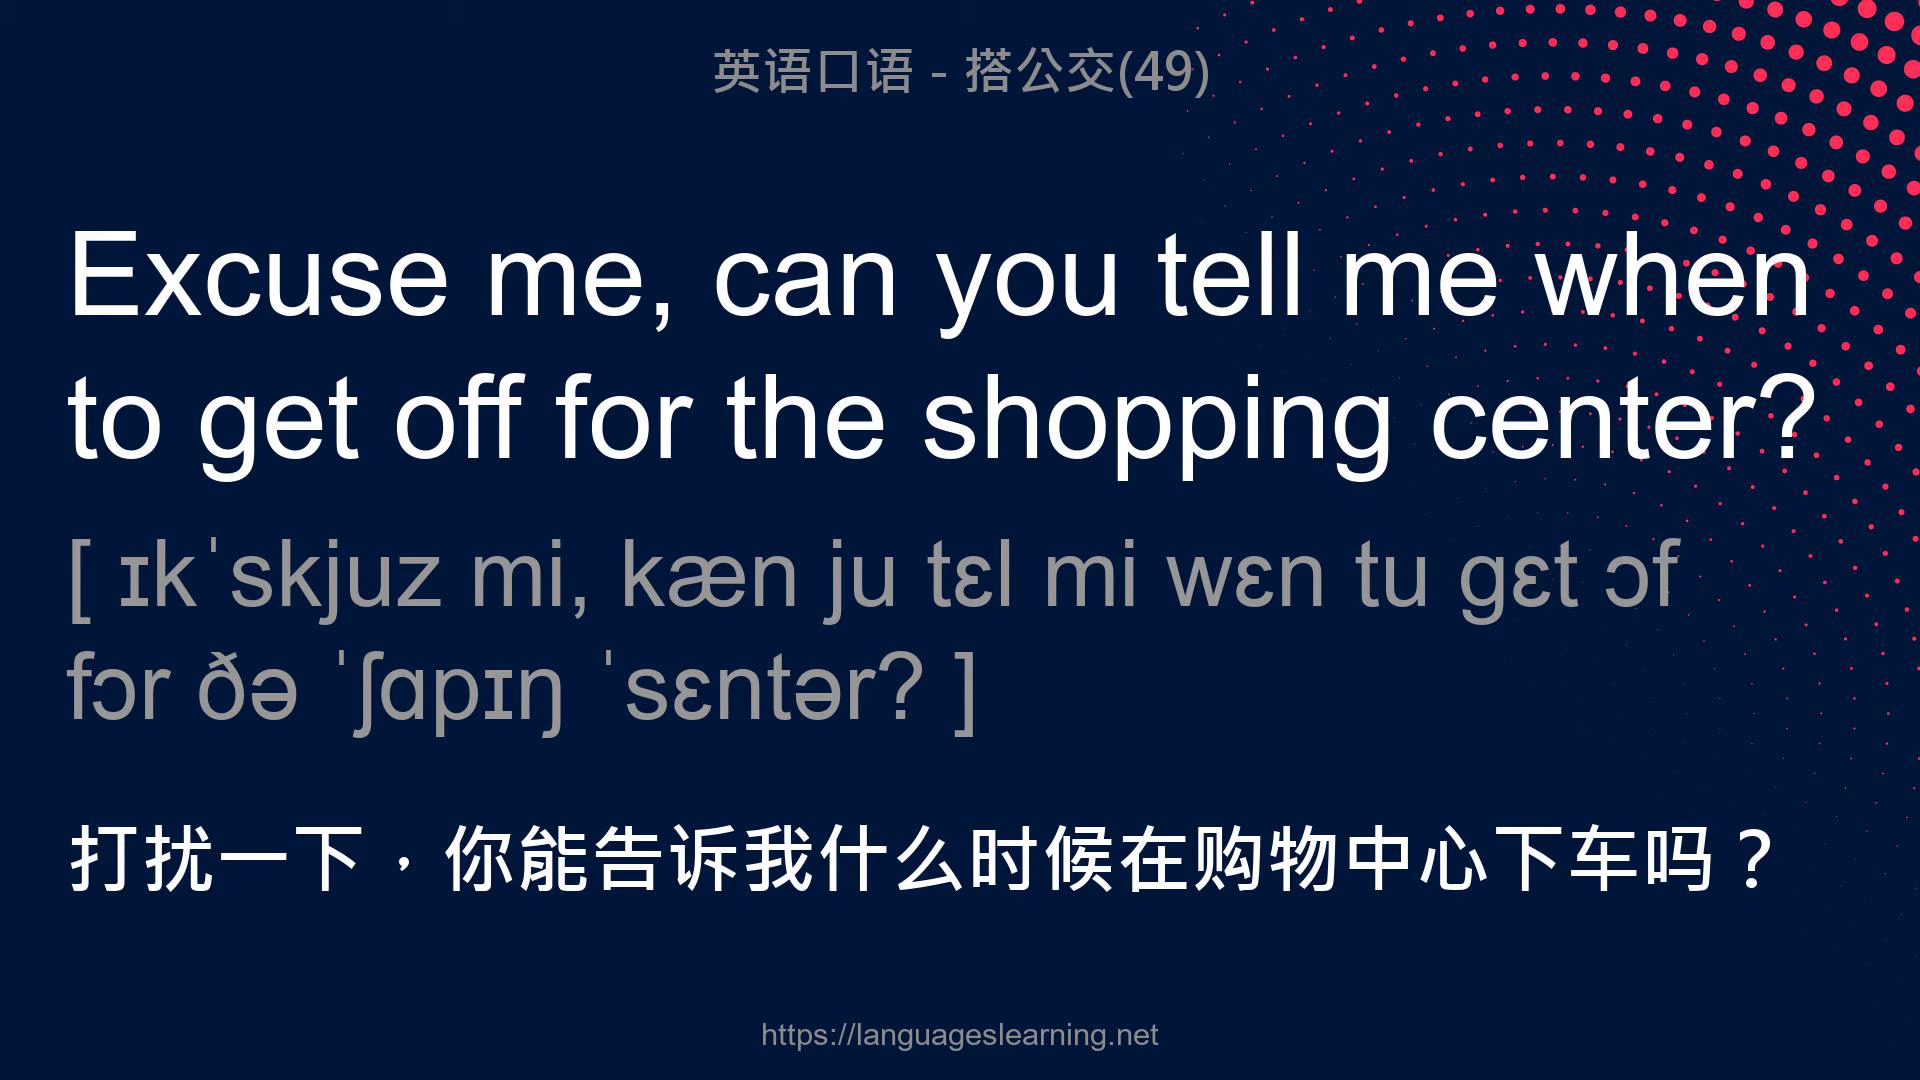 英语口语 - 搭公交(49)
Excuse me, can you tell me when
to get off for the shopping center?
[ ɪkˈskjuz mi, kæn ju tɛl mi wɛn tu gɛt ɔf
fɔr ðə ˈʃɑpɪŋ ˈsɛntər? ]
打扰一下，你能告诉我什么时候在购物中心下车吗？
https://languageslearning.net